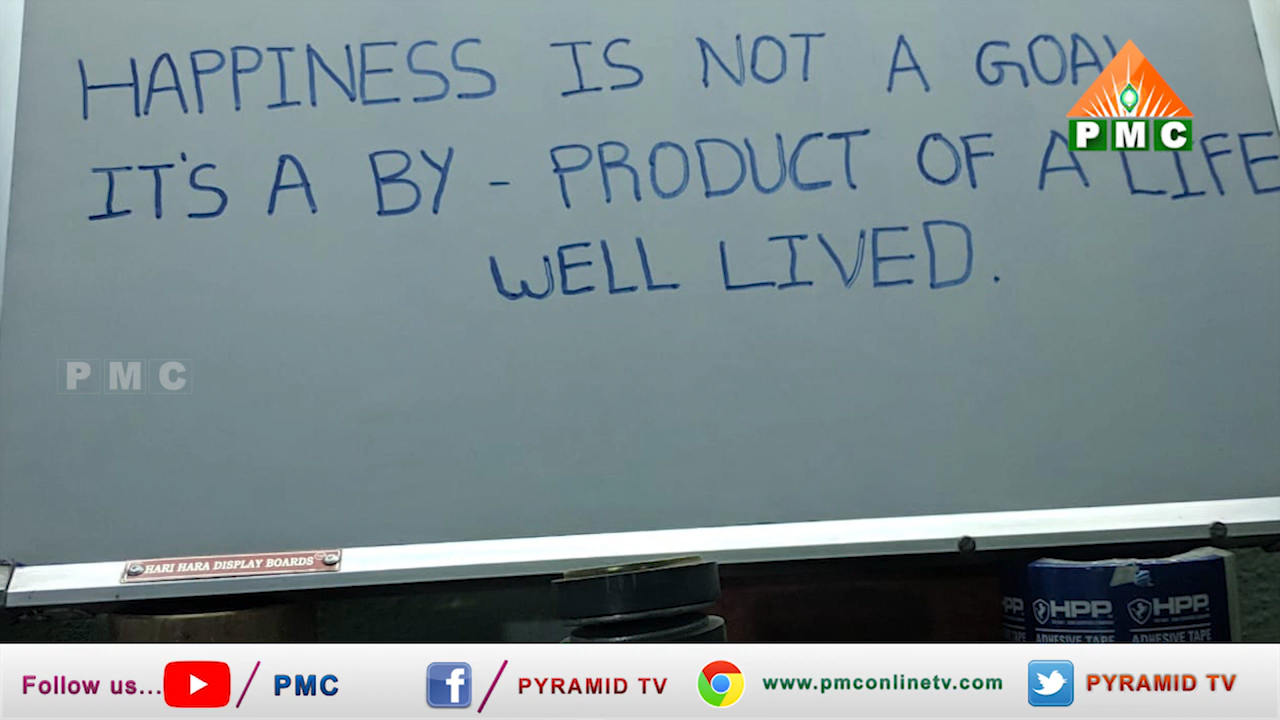 HAPPINESS IS NOT A GOAL
PMC
IT'S A BY - PRODUCT OF A LIFE
WELL LIVED.
PMC
HARI HARA DISPLAY BOARDS
HPP HPP
ADHESIVE TAPE ADHESIVE TAPE
Follow us... PMC PYRAMID TV www.pmconlinetv.com PYRAMID TV